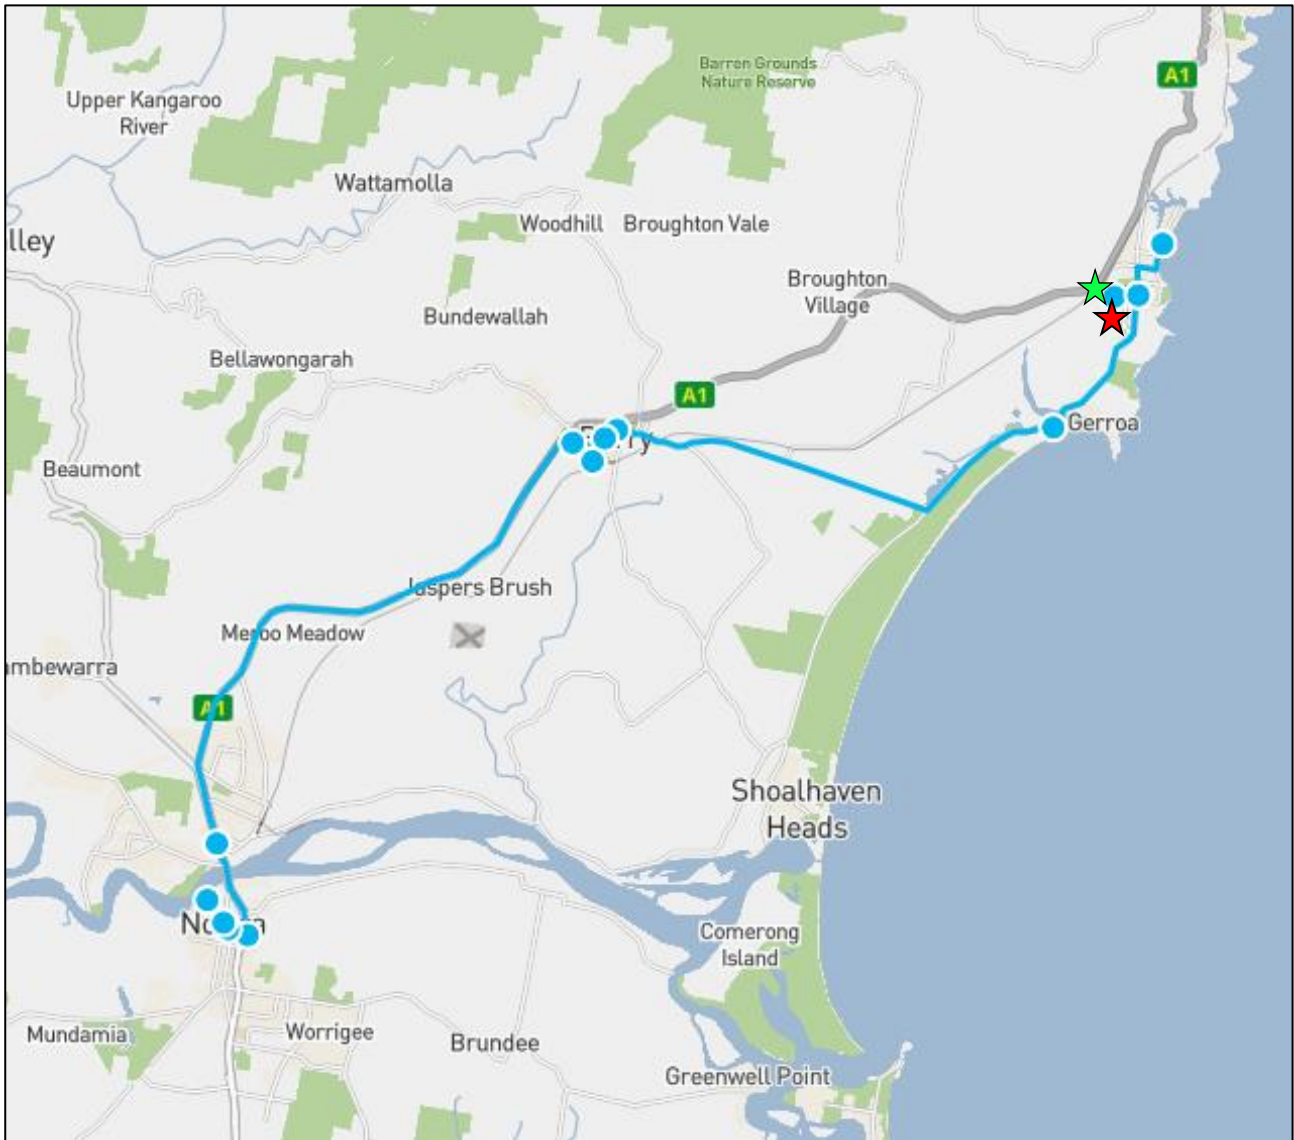 Barren Grounds
Nature Reserve
A1
Upper Kangaroo
River
Wattamolla
Woodhill
Broughton Vale
lley
Broughton
Village
Bundewallah
Bellawongarah
A1
Gerroa
Beaumont
Jaspers Brush
Meroo Meadow
ambewarra
A1
Shoalhaven
Heads
Comerong
Island
Mundamia
Worrigee
Brundee
Greenwell Point